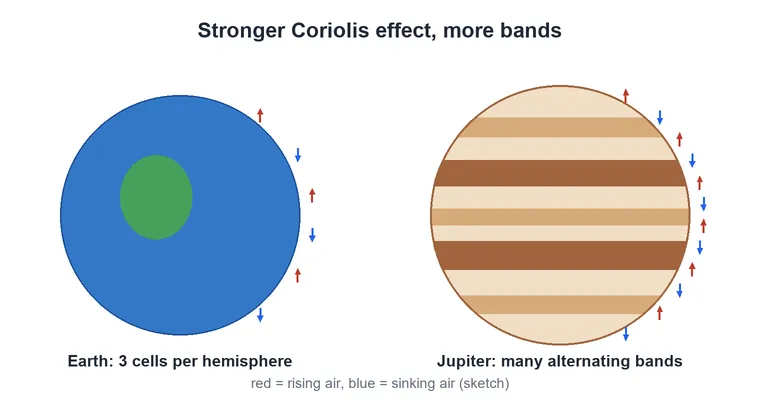 Stronger Coriolis effect, more bands
Earth: 3 cells per hemisphere
Jupiter: many alternating bands
red = rising air, blue = sinking air (sketch)